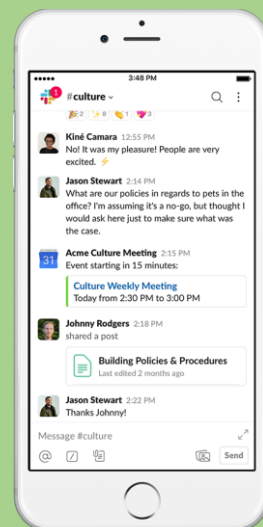 3:48 PM
1
#culture
2 8 1 3
Kiné Camara 12:55 PM
No! It was my pleasure! People are very
excited. ⚡
Jason Stewart 2:14 PM
What are our policies in regards to pets in the
office? I'm assuming it's a no-go, but thought I
would ask here just to make sure what was
the case.
31
Acme Culture Meeting 2:15 PM
Event starting in 15 minutes:
Culture Weekly Meeting
Today from 2:30 PM to 3:00 PM
Johnny Rodgers 2:18 PM
shared a post
Building Policies & Procedures
Last edited 2 months ago
Jason Stewart 2:22 PM
Thanks Johnny!
Message #culture
@ Send